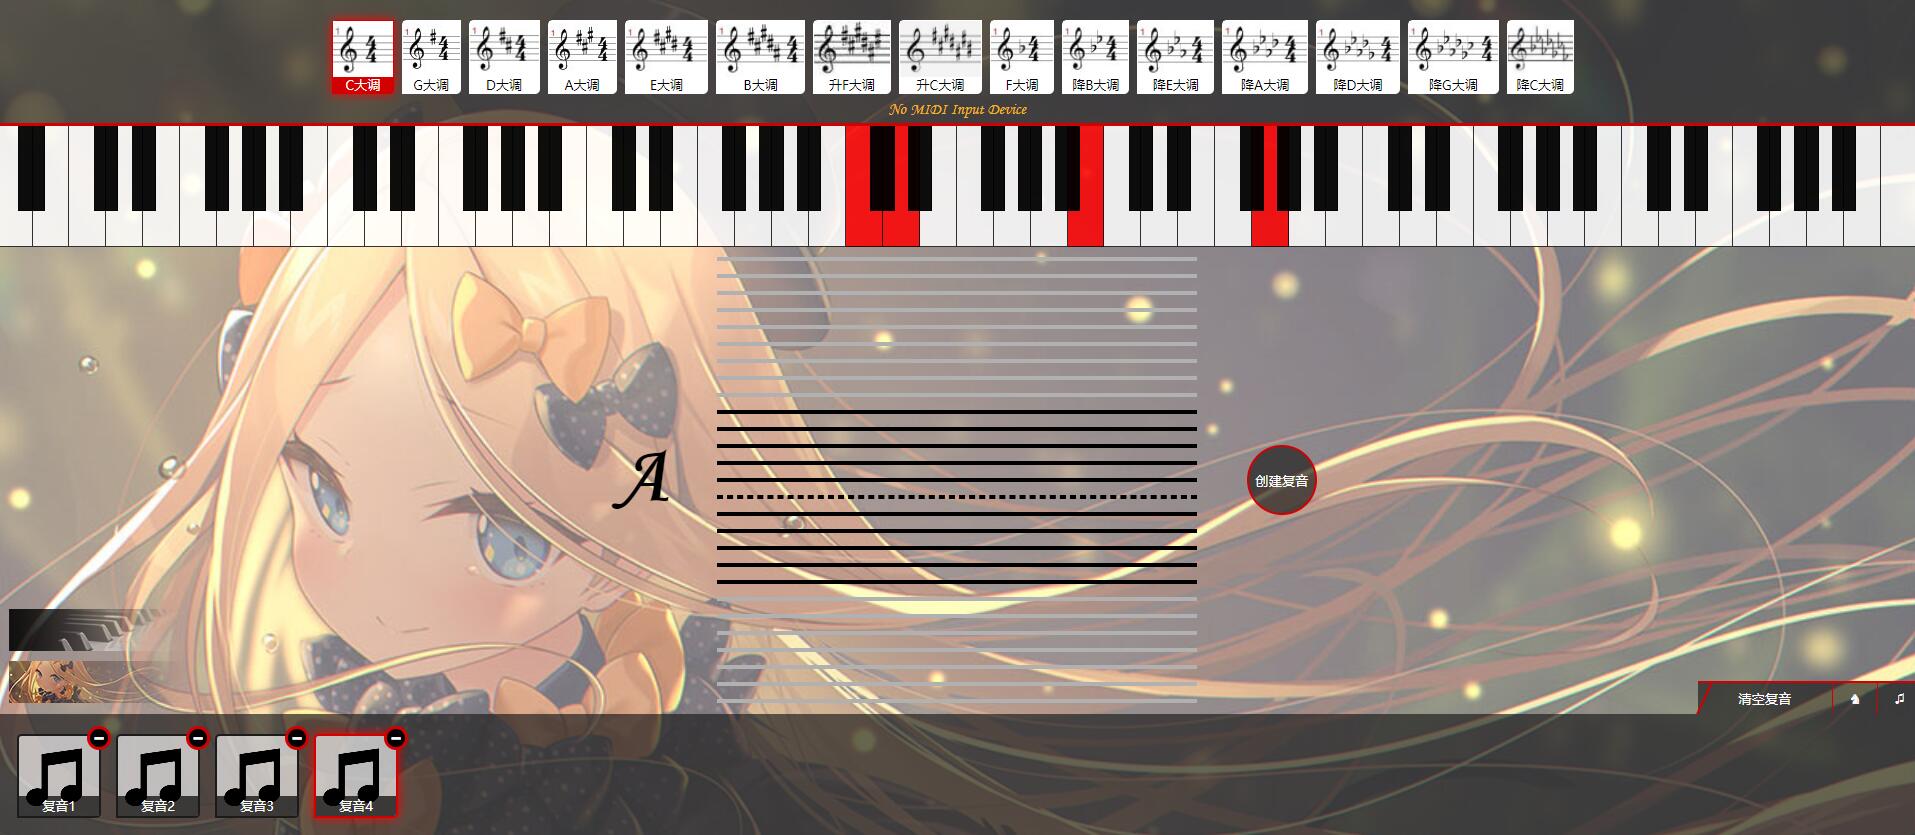 C大调
G大调
D大调
A大调
E大调
B大调
升F大调
升C大调
F大调
降B大调
降E大调
降A大调
降D大调
降G大调
降C大调
No MIDI Input Device
A
创建复音
清空复音
复音1
复音2
复音3
复音4